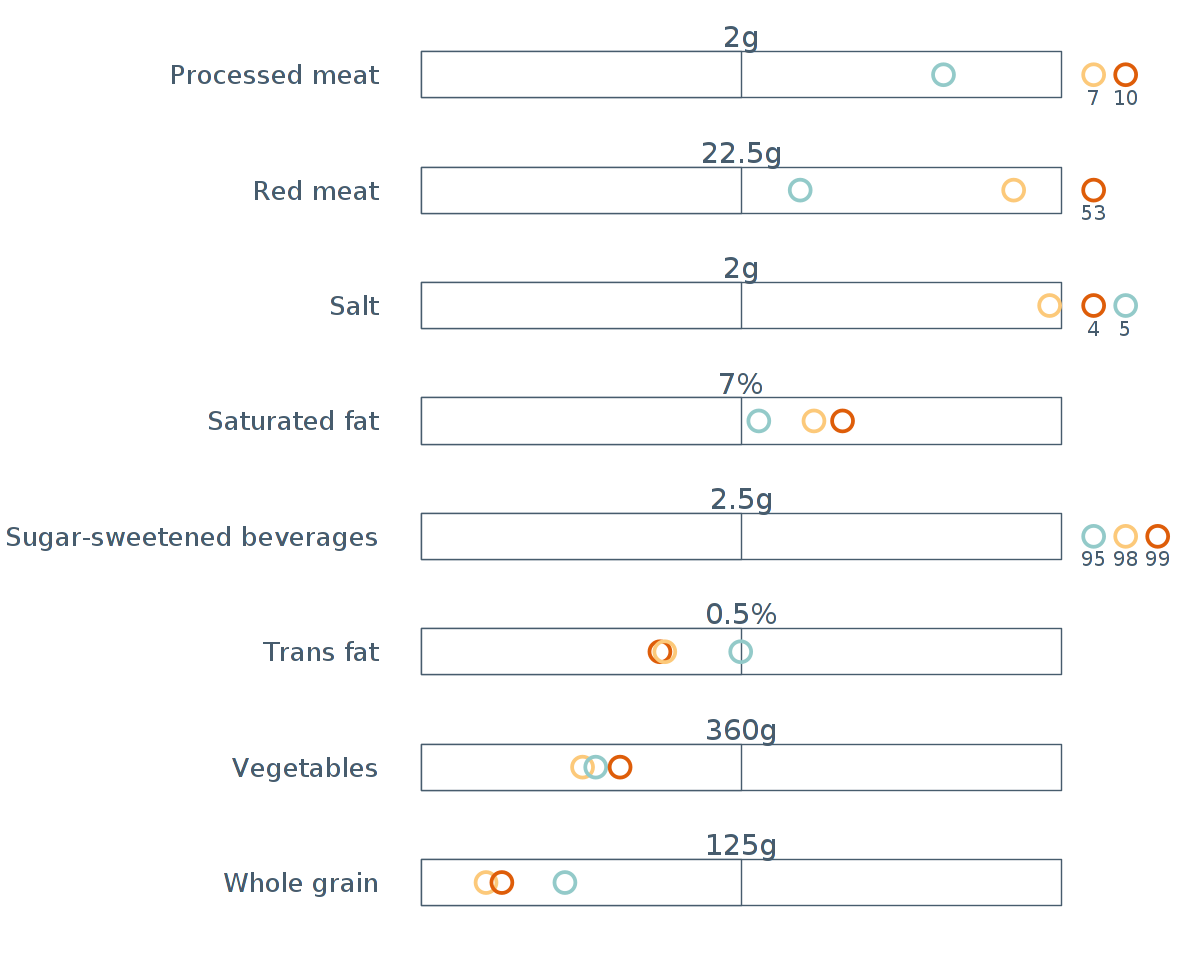 2g
Processed meat
7 10
22.5g
Red meat
53
2g
Salt
4 5
7%
Saturated fat
2.5g
Sugar-sweetened beverages
95 98 99
0.5%
Trans fat
360g
Vegetables
125g
Whole grain